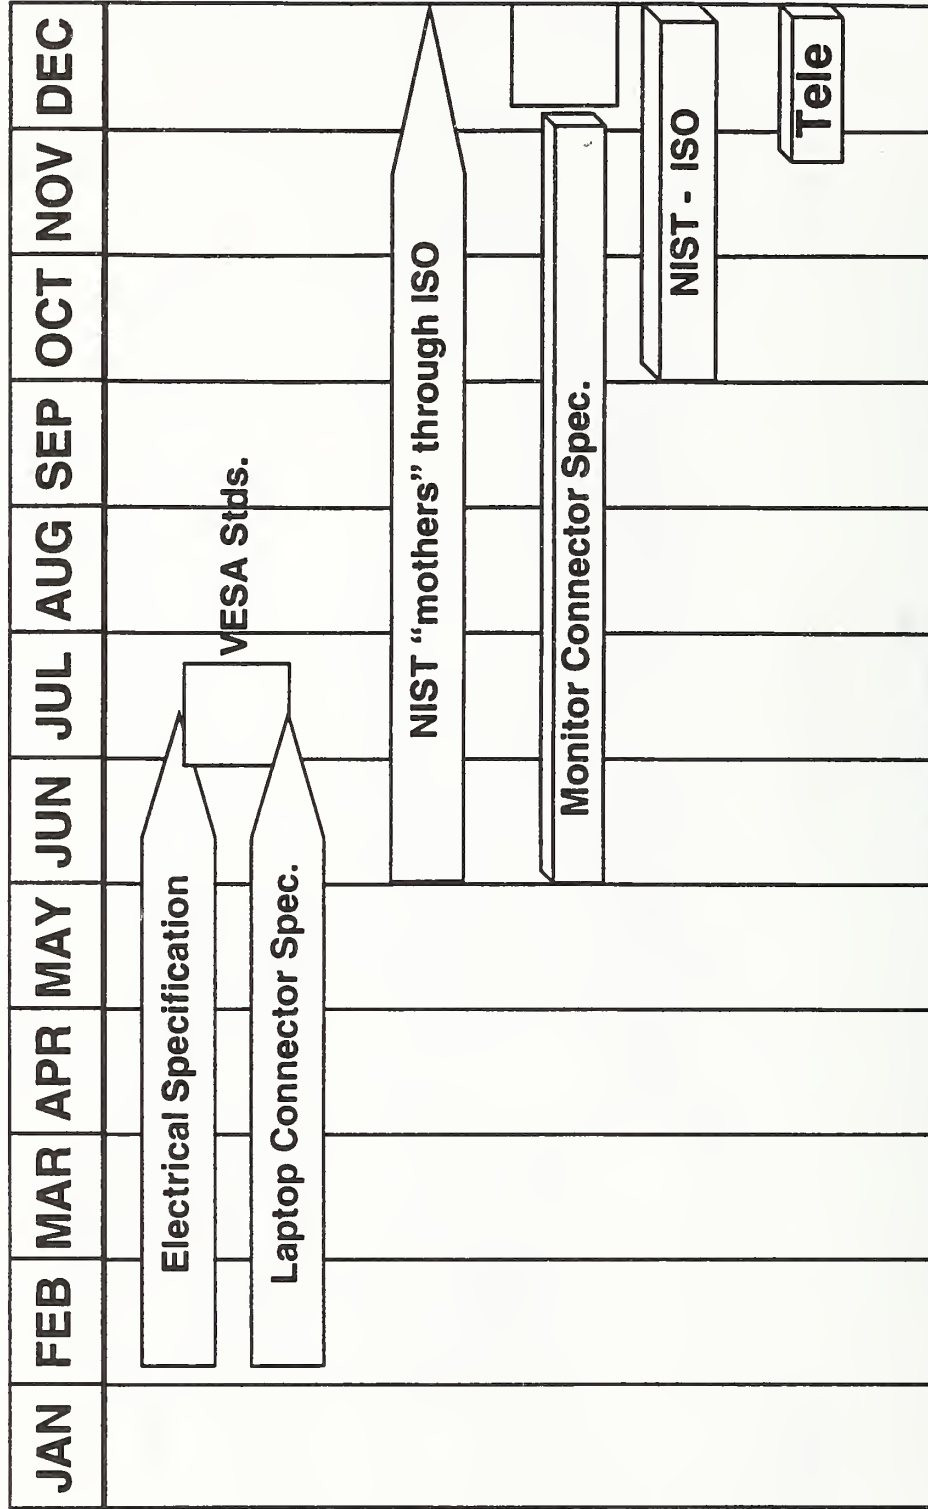 JAN FEB MAR APR MAY JUN JUL AUG SEP OCT NOV DEC
Electrical Specification
VESA Stds.
Laptop Connector Spec.
NIST “mothers” through ISO
Monitor Connector Spec.
NIST - ISO
Tele